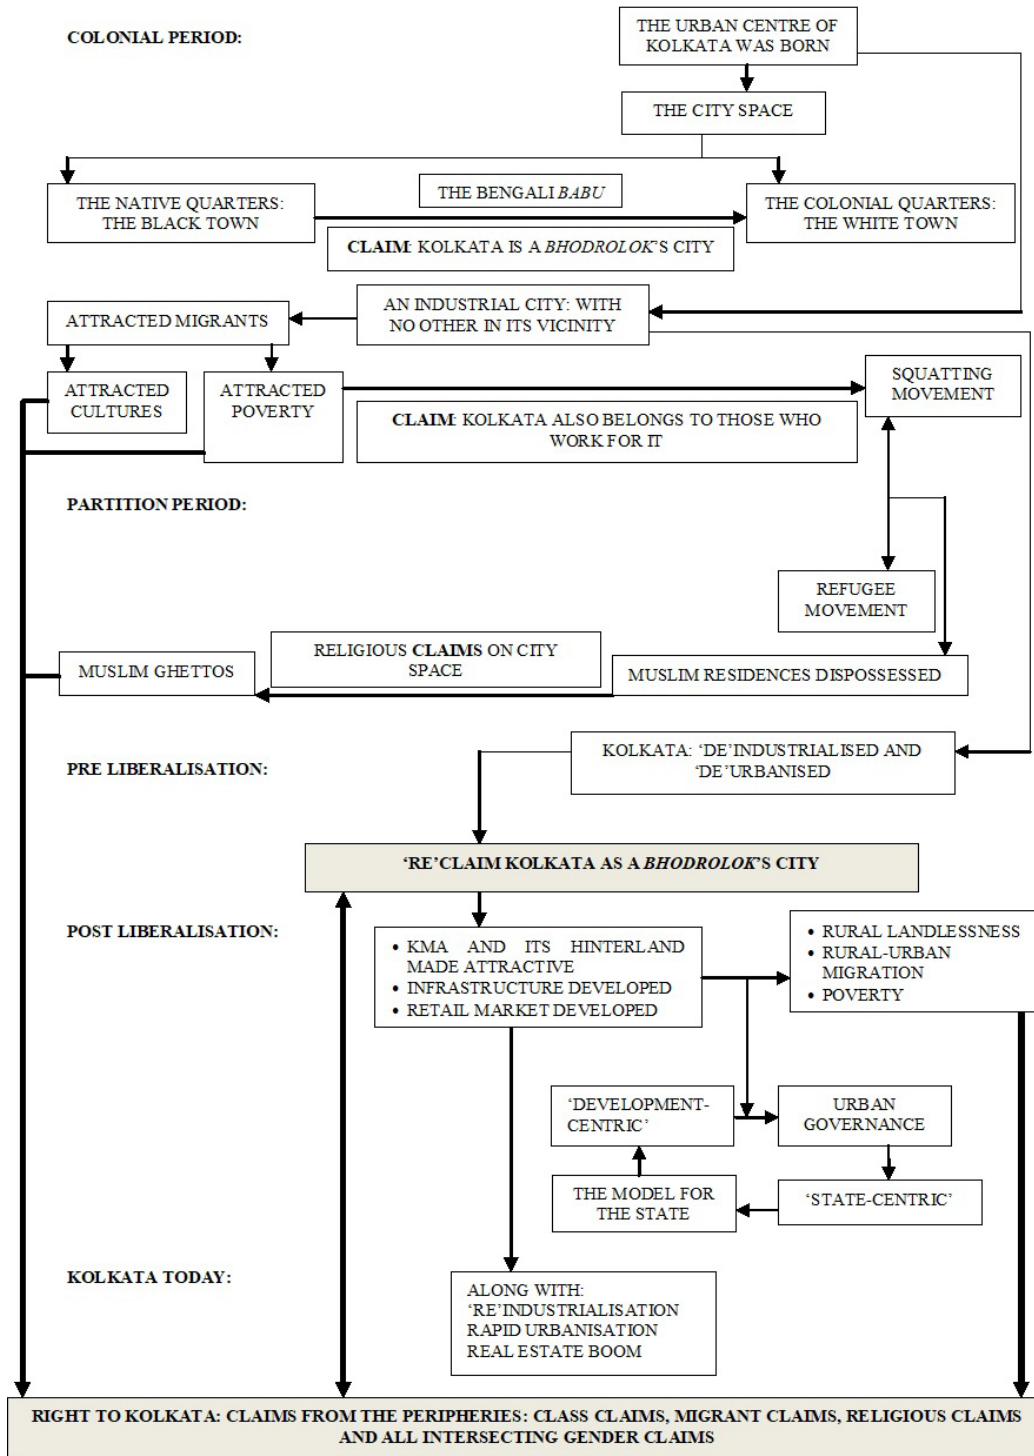 COLONIAL PERIOD:
THE URBAN CENTRE OF
KOLKATA WAS BORN
THE CITY SPACE
THE NATIVE QUARTERS:
THE BLACK TOWN
THE BENGALI BABU
THE COLONIAL QUARTERS:
THE WHITE TOWN
CLAIM: KOLKATA IS A BHODROLOK'S CITY
AN INDUSTRIAL CITY: WITH
NO OTHER IN ITS VICINITY
ATTRACTED MIGRANTS
ATTRACTED
CULTURES
ATTRACTED
POVERTY
SQUATTING
MOVEMENT
CLAIM: KOLKATA ALSO BELONGS TO THOSE WHO
WORK FOR IT
PARTITION PERIOD:
REFUGEE
MOVEMENT
MUSLIM GHETTOS
RELIGIOUS CLAIMS ON CITY
SPACE
MUSLIM RESIDENCES DISPOSSESSED
PRE LIBERALISATION:
KOLKATA: ‘DE’INDUSTRIALISED AND
‘DE’URBANISED
‘RE’CLAIM KOLKATA AS A BHODROLOK’S CITY
POST LIBERALISATION:
• KMA AND ITS HINTERLAND
MADE ATTRACTIVE
• INFRASTRUCTURE DEVELOPED
• RETAIL MARKET DEVELOPED
• RURAL LANDLESSNESS
• RURAL-URBAN
MIGRATION
• POVERTY
‘DEVELOPMENT-
CENTRIC’
URBAN
GOVERNANCE
THE MODEL FOR
THE STATE
‘STATE-CENTRIC’
KOLKATA TODAY:
ALONG WITH:
‘RE’INDUSTRIALISATION
RAPID URBANISATION
REAL ESTATE BOOM
RIGHT TO KOLKATA: CLAIMS FROM THE PERIPHERIES: CLASS CLAIMS, MIGRANT CLAIMS, RELIGIOUS CLAIMS
AND ALL INTERSECTING GENDER CLAIMS